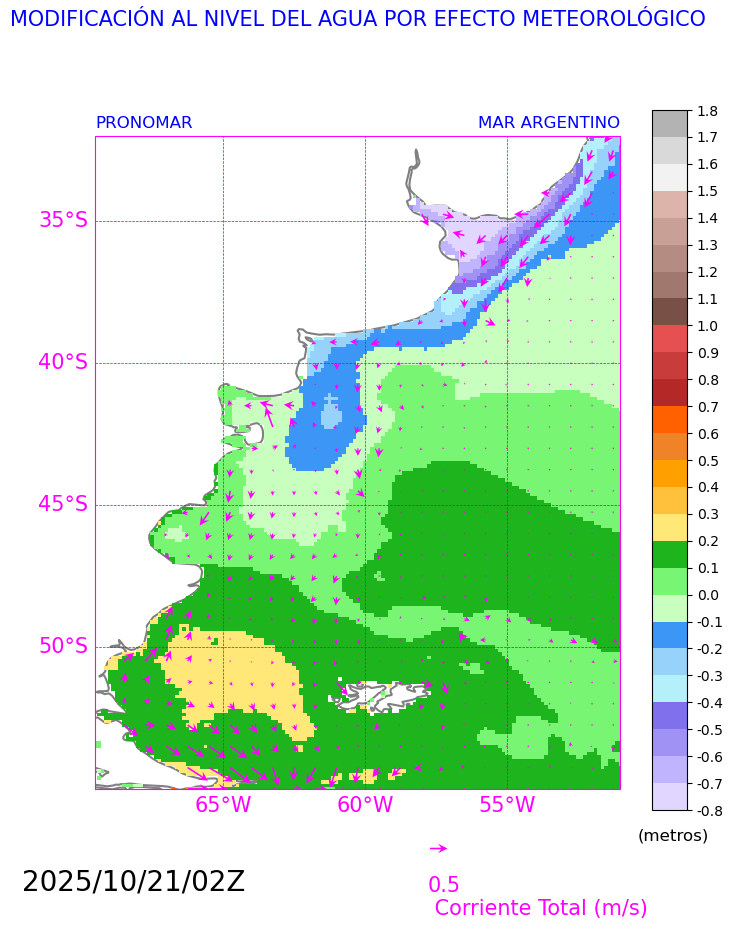 MODIFICACIÓN AL NIVEL DEL AGUA POR EFECTO METEOROLÓGICO
PRONOMAR MAR ARGENTINO
1.8
1.7
1.6
1.5
1.4
1.3
1.2
1.1
1.0
0.9
0.8
0.7
0.6
0.5
0.4
0.3
0.2
0.1
0.0
-0.1
-0.2
-0.3
-0.4
-0.5
-0.6
-0.7
-0.8
(metros)
35°S
40°S
45°S
50°S
65°W 60°W 55°W
2025/10/21/02Z
0.5
Corriente Total (m/s)